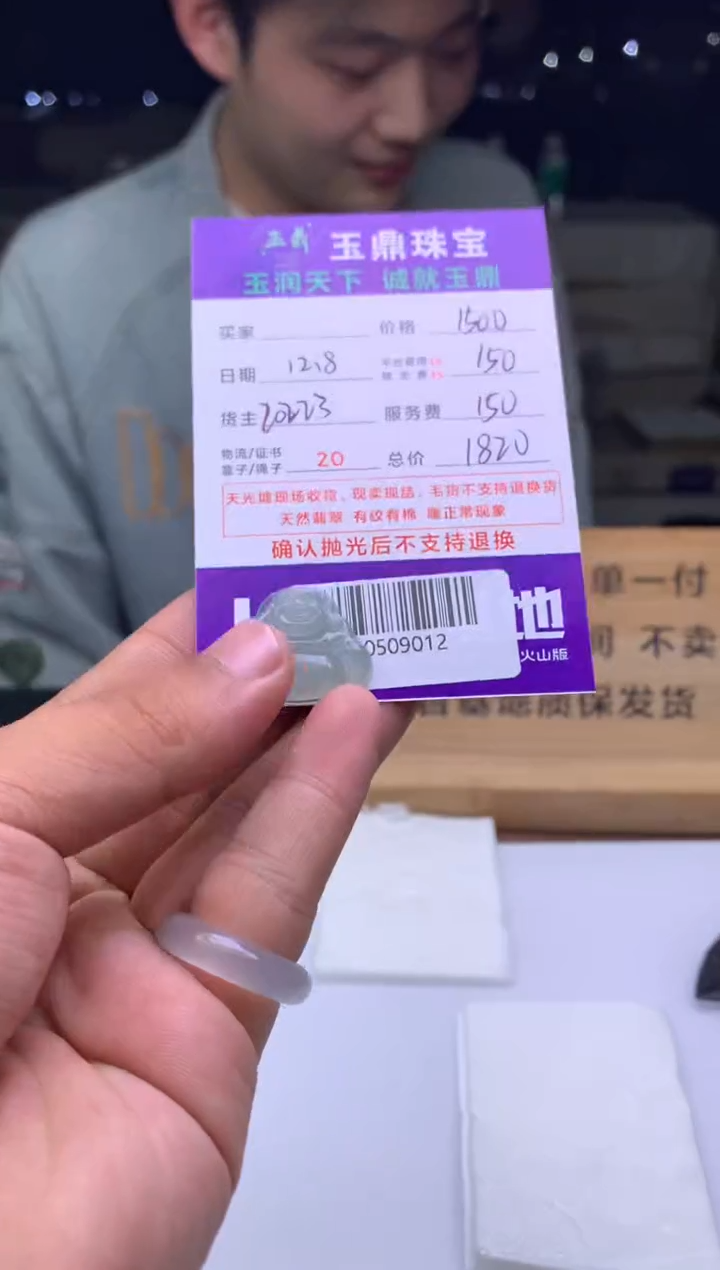 玉鼎珠宝
玉润天下 诚就玉鼎
买家 价格 1500
日期 12.8 150
货主 20223 服务费 150
物流/证书
盒子/绳子 20 总价 1820
天光墟现场收货、现卖现结，毛货不支持退换货
天然翡翠 有纹有棉 属正常现象
确认抛光后不支持退换
0509012
地
火山版
单一付
不卖
质保发货